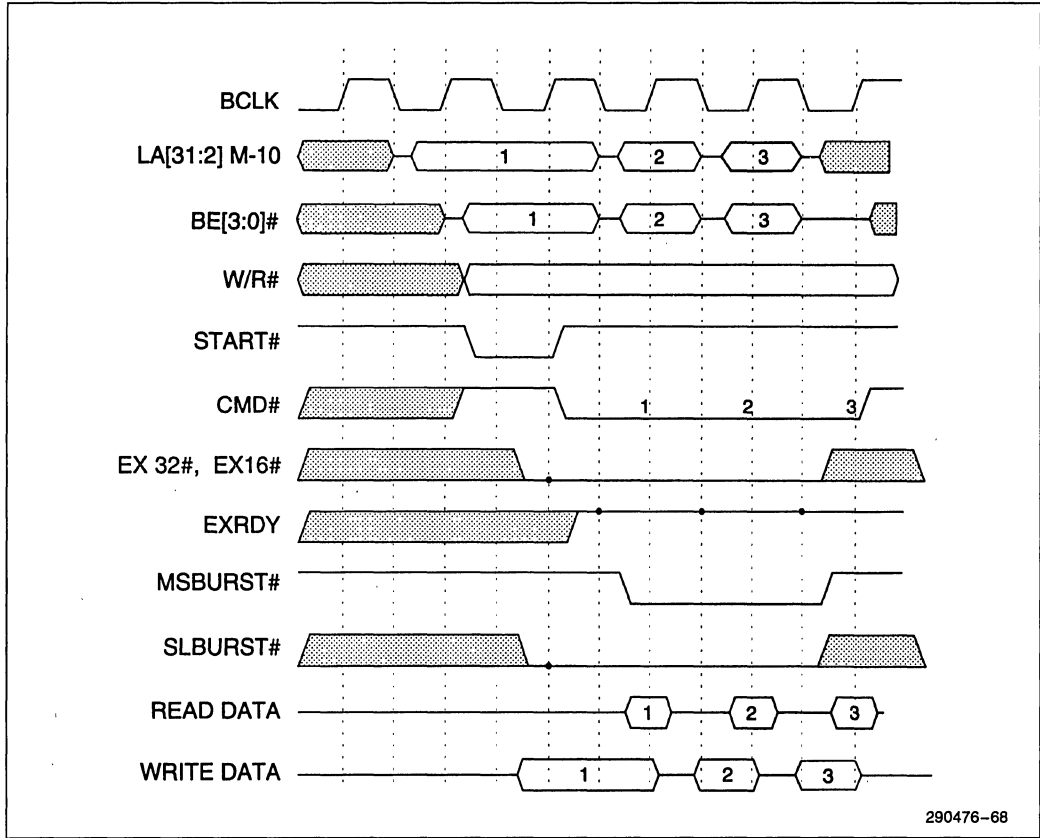 BCLK
LA[31:2] M-10 1 2 3
BE[3:0]# 1 2 3
W/R#
START#
CMD# 1 2 3
EX 32#, EX16#
EXRDY
MSBURST#
SLBURST#
READ DATA 1 2 3
WRITE DATA 1 2 3
290476–68